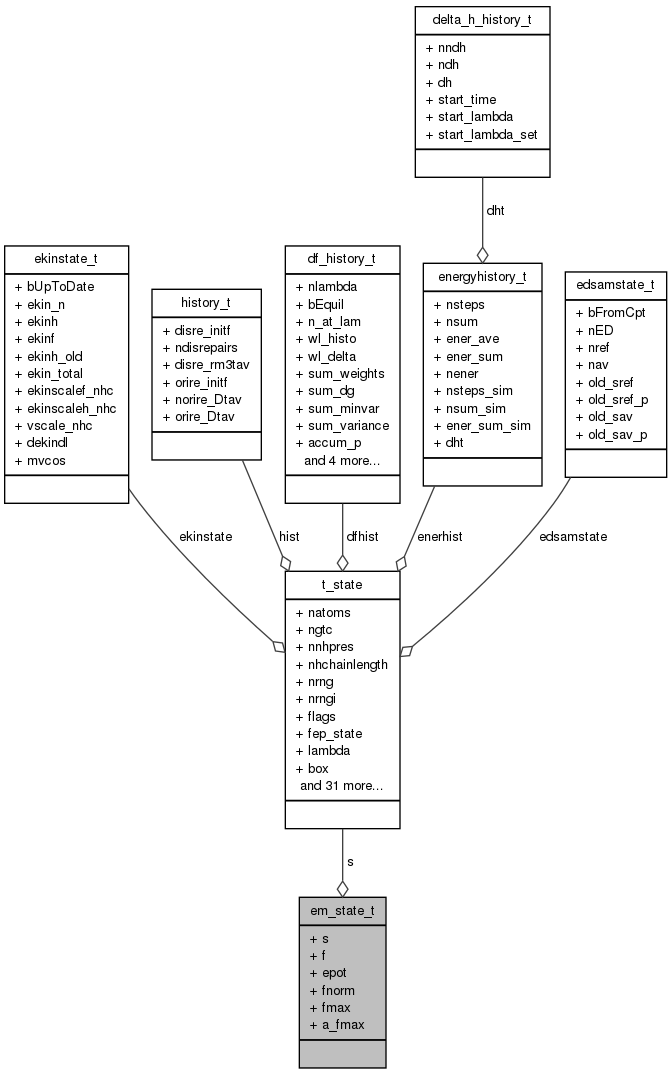 delta_h_history_t
+ nndh
+ ndh
+ dh
+ start_time
+ start_lambda
+ start_lambda_set
dht
ekinstate_t
+ bUpToDate
+ ekin_n
+ ekinh
+ ekinf
+ ekinh_old
+ ekin_total
+ ekinscalef_nhc
+ ekinscaleh_nhc
+ vscale_nhc
+ dekindl
+ mvcos
history_t
+ disre_initf
+ ndisrepairs
+ disre_rm3tav
+ orire_initf
+ norire_Dtav
+ orire_Dtav
df_history_t
+ nlambda
+ bEquil
+ n_at_lam
+ wl_histo
+ wl_delta
+ sum_weights
+ sum_dg
+ sum_minvar
+ sum_variance
+ accum_p
and 4 more...
energyhistory_t
+ nsteps
+ nsum
+ ener_ave
+ ener_sum
+ nener
+ nsteps_sim
+ nsum_sim
+ ener_sum_sim
+ dht
edsamstate_t
+ bFromCpt
+ nED
+ nref
+ nav
+ old_sref
+ old_sref_p
+ old_sav
+ old_sav_p
ekinstate
hist
dfhist
enerhist
edsamstate
t_state
+ natoms
+ ngtc
+ nnhpres
+ nhchainlength
+ nrng
+ nrngi
+ flags
+ fep_state
+ lambda
+ box
and 31 more...
s
em_state_t
+ s
+ f
+ epot
+ fnorm
+ fmax
+ a_fmax